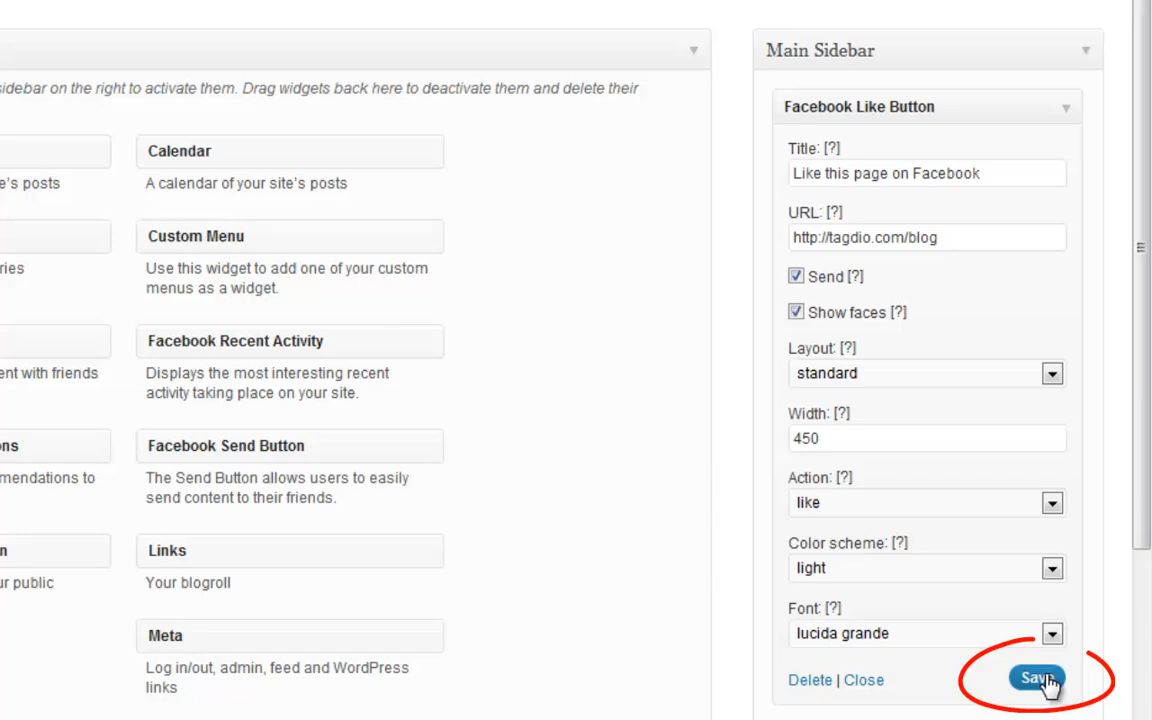 sidebar on the right to activate them. Drag widgets back here to deactivate them and delete their
e's posts
ries
ent with friends
ons
mendations to
n
ur public
Calendar
A calendar of your site's posts
Custom Menu
Use this widget to add one of your custom
menus as a widget.
Facebook Recent Activity
Displays the most interesting recent
activity taking place on your site.
Facebook Send Button
The Send Button allows users to easily
send content to their friends.
Links
Your blogroll
Meta
Log in/out, admin, feed and WordPress
links
Main Sidebar
Facebook Like Button
Title: [?]
Like this page on Facebook
URL: [?]
http://tagdio.com/blog
Send [?]
Show faces [?]
Layout: [?]
standard
Width: [?]
450
Action: [?]
like
Color scheme: [?]
light
Font: [?]
lucida grande
Delete | Close
Save